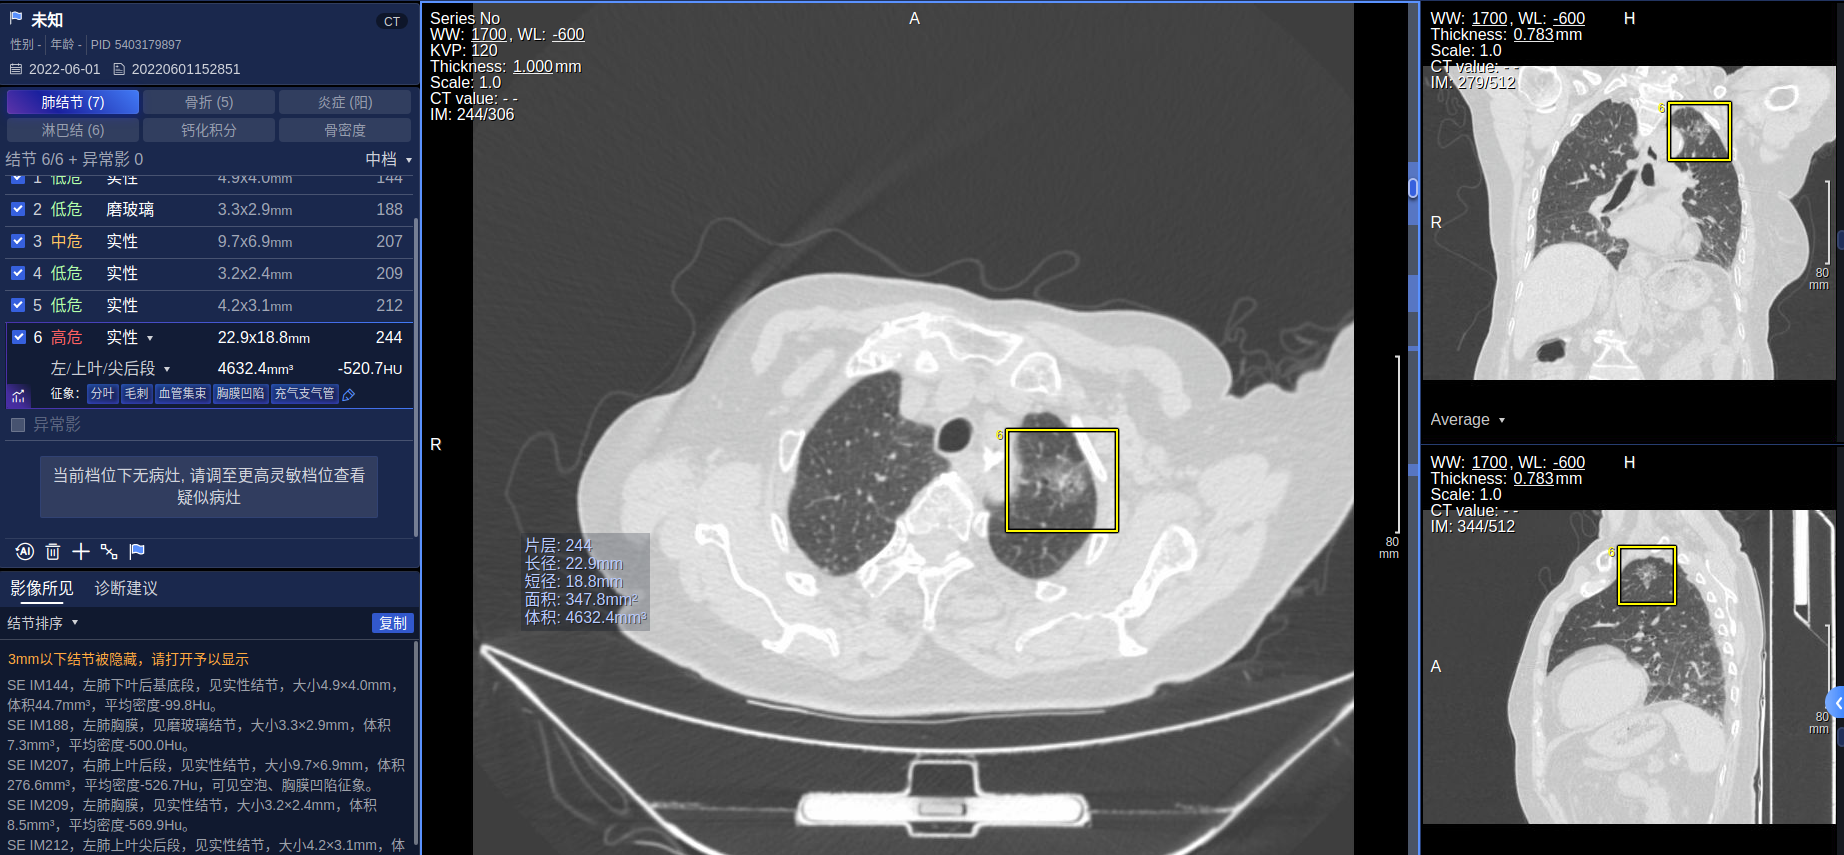 未知
CT
性别 - 年龄 - PID 5403179897
2022-06-01 20220601152851
肺结节 (7) 骨折 (5) 炎症 (阳)
淋巴结 (6) 钙化积分 骨密度
结节 6/6 + 异常影 0 中档
1 低危 实性 4.9x4.0mm 144
2 低危 磨玻璃 3.3x2.9mm 188
3 中危 实性 9.7x6.9mm 207
4 低危 实性 3.2x2.4mm 209
5 低危 实性 4.2x3.1mm 212
6 高危 实性 22.9x18.8mm 244
左/上叶/尖后段 4632.4mm³ -520.7HU
征象： 分叶 毛刺 血管集束 胸膜凹陷 充气支气管
异常影
当前档位下无病灶, 请调至更高灵敏档位查看
疑似病灶
AI
影像所见 诊断建议
结节排序 复制
3mm以下结节被隐藏，请打开予以显示
SE IM144，左肺下叶后基底段，见实性结节，大小4.9×4.0mm，
体积44.7mm³，平均密度-99.8Hu。
SE IM188，左肺胸膜，见磨玻璃结节，大小3.3×2.9mm，体积
7.3mm³，平均密度-500.0Hu。
SE IM207，右肺上叶后段，见实性结节，大小9.7×6.9mm，体积
276.6mm³，平均密度-526.7Hu，可见空泡、胸膜凹陷征象。
SE IM209，左肺胸膜，见实性结节，大小3.2×2.4mm，体积
8.5mm³，平均密度-569.9Hu。
SE IM212，左肺上叶尖后段，见实性结节，大小4.2×3.1mm，体
Series No
WW: 1700, WL: -600
KVP: 120
Thickness: 1.000mm
Scale: 1.0
CT value: - -
IM: 244/306
A
R
6
片层: 244
长径: 22.9mm
短径: 18.8mm
面积: 347.8mm²
体积: 4632.4mm³
80
mm
WW: 1700, WL: -600
H
Thickness: 0.783mm
Scale: 1.0
CT value: - -
IM: 279/512
6
R
80
mm
Average
WW: 1700, WL: -600
H
Thickness: 0.783mm
Scale: 1.0
CT value: - -
IM: 344/512
6
A
80
mm